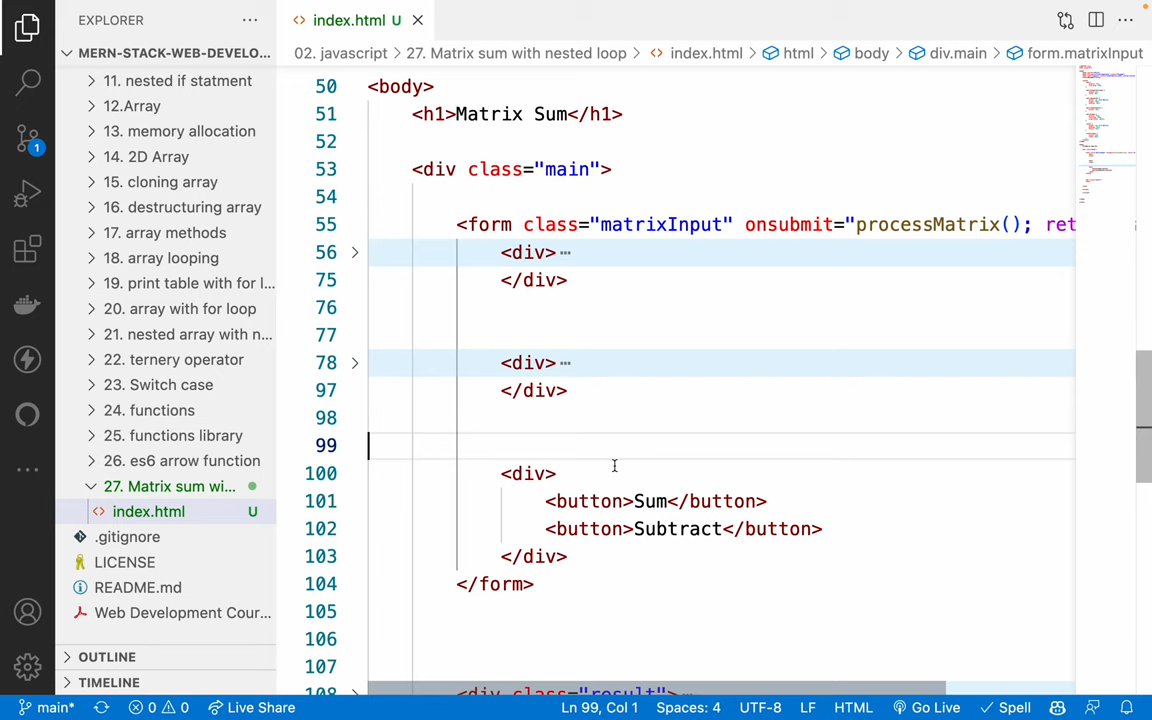 EXPLORER
MERN-STACK-WEB-DEVELO...
11. nested if statment
12.Array
13. memory allocation
14. 2D Array
15. cloning array
16. destructuring array
17. array methods
18. array looping
19. print table with for l...
20. array with for loop
21. nested array with n...
22. ternery operator
23. Switch case
24. functions
25. functions library
26. es6 arrow function
27. Matrix sum wi...
<> index.html U
.gitignore
LICENSE
README.md
Web Development Cour...
OUTLINE
TIMELINE
1
<> index.html U
02. javascript > 27. Matrix sum with nested loop > <> index.html > html > body > div.main > form.matrixInput
50 <body>
51 <h1>Matrix Sum</h1>
52
53 <div class="main">
54
55 <form class="matrixInput" onsubmit="processMatrix(); ret
56 <div>...
75 </div>
76
77
78 <div>...
97 </div>
98
99
100 <div>
101 <button>Sum</button>
102 <button>Subtract</button>
103 </div>
104 </form>
105
106
107
108 <div class="result">...
main* 0 0 Live Share Ln 99, Col 1 Spaces: 4 UTF-8 LF HTML Go Live Spell